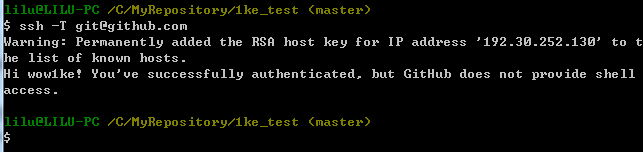 lilu@LILU-PC /C/MyRepository/1ke_test (master)
$ ssh -T git@github.com
Warning: Permanently added the RSA host key for IP address '192.30.252.130' to t
he list of known hosts.
Hi wow1ke! You've successfully authenticated, but GitHub does not provide shell
access.
lilu@LILU-PC /C/MyRepository/1ke_test (master)
$